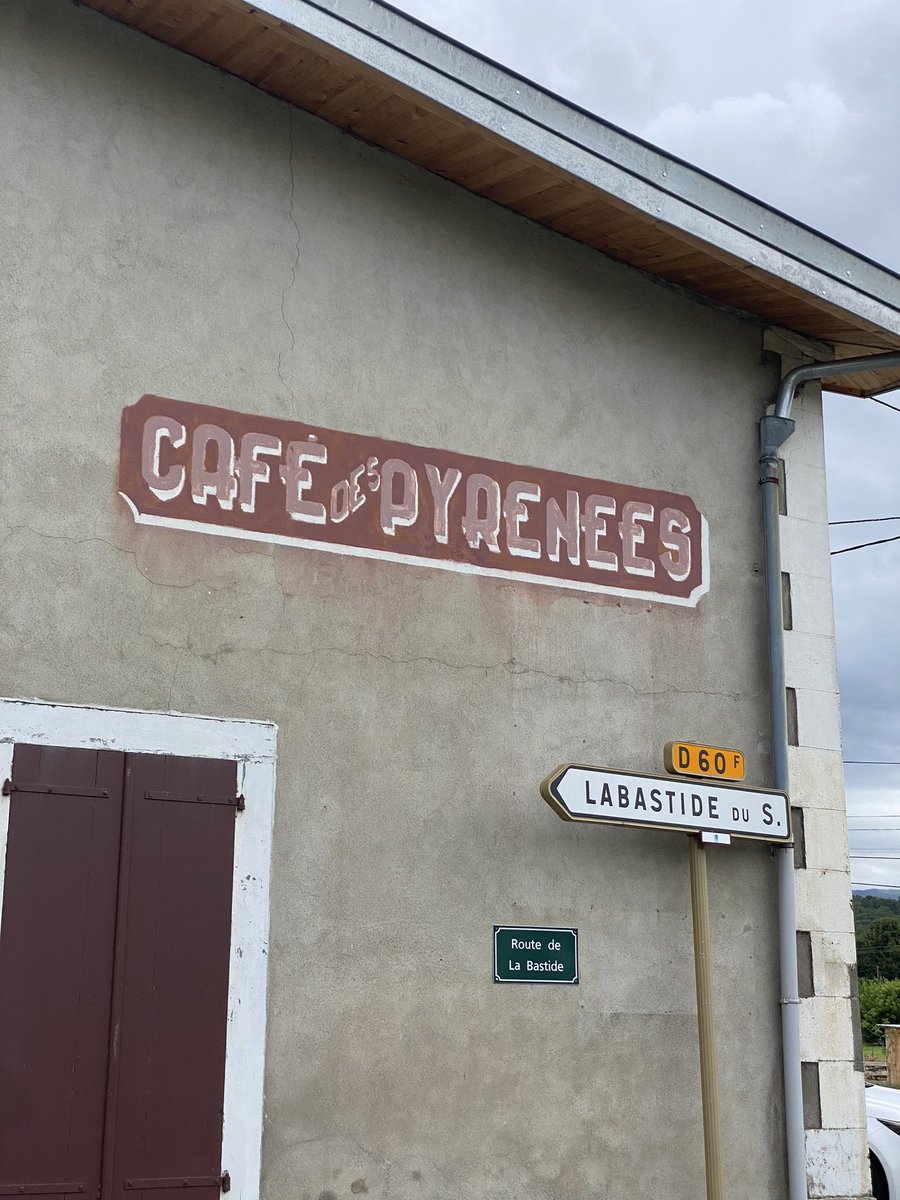 CAFÉ DES PYRENEES
D 60 F
LABASTIDE DU S.
Route de
La Bastide